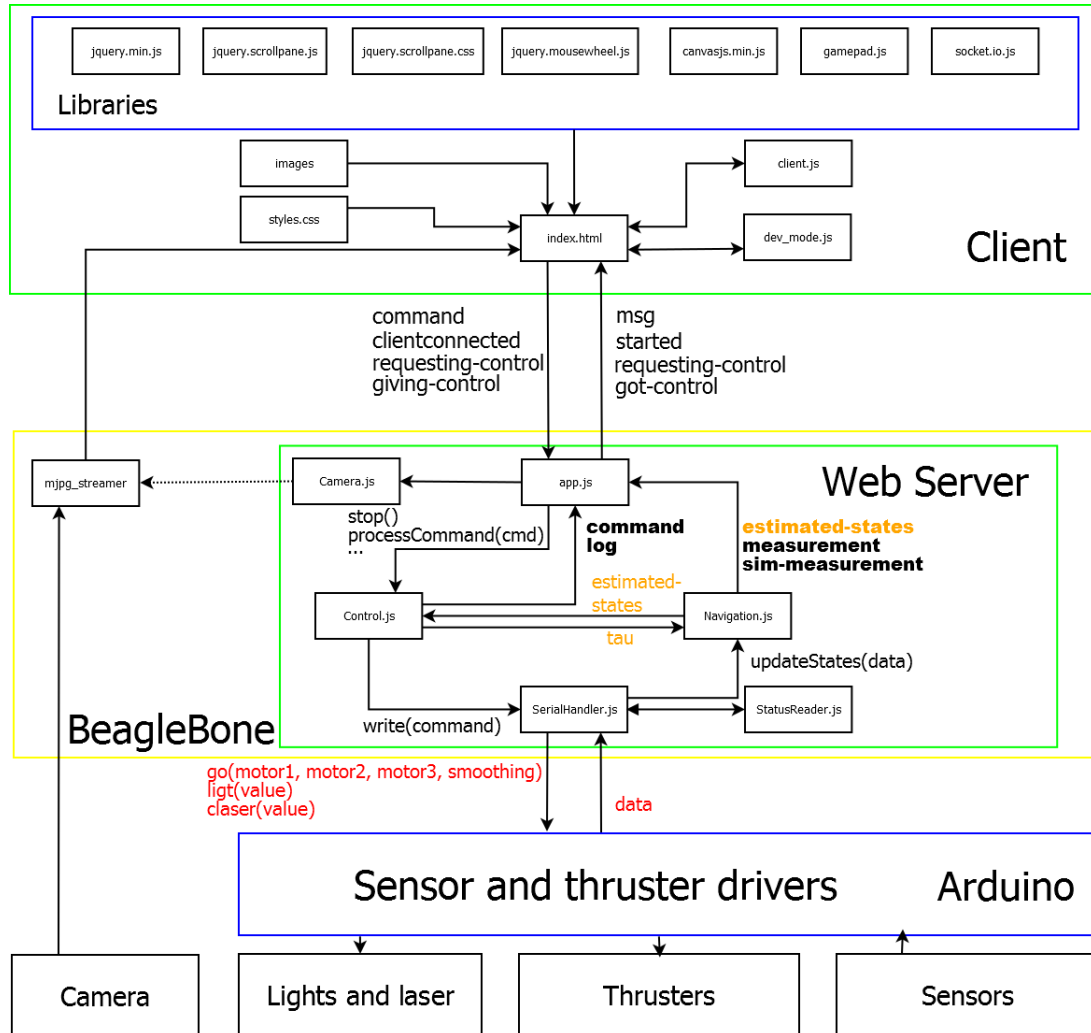 jquery.min.js
jquery.scrollpane.js
jquery.scrollpane.css
jquery.mousewheel.js
canvasjs.min.js
gamepad.js
socket.io.js
Libraries
images
client.js
styles.css
index.html
dev_mode.js
Client
command
clientconnected
requesting-control
giving-control
msg
started
requesting-control
got-control
mjpg_streamer
Camera.js
app.js
Web Server
stop()
processCommand(cmd)
...
command
log
estimated-states
measurement
sim-measurement
estimated-
states
Control.js
Navigation.js
tau
updateStates(data)
write(command)
SerialHandler.js
StatusReader.js
BeagleBone
go(motor1, motor2, motor3, smoothing)
ligt(value)
claser(value)
data
Sensor and thruster drivers
Arduino
Camera
Lights and laser
Thrusters
Sensors